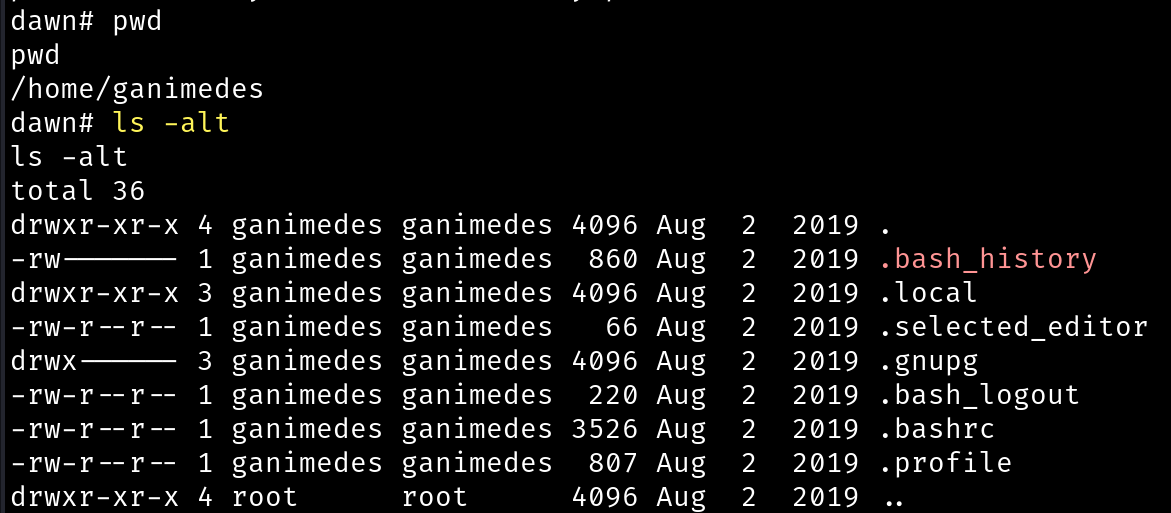 dawn# pwd
pwd
/home/ganimedes
dawn# ls -alt
ls -alt
total 36
drwxr-xr-x 4 ganimedes ganimedes 4096 Aug  2  2019 .
-rw------- 1 ganimedes ganimedes  860 Aug  2  2019 .bash_history
drwxr-xr-x 3 ganimedes ganimedes 4096 Aug  2  2019 .local
-rw-r--r-- 1 ganimedes ganimedes   66 Aug  2  2019 .selected_editor
drwx------ 3 ganimedes ganimedes 4096 Aug  2  2019 .gnupg
-rw-r--r-- 1 ganimedes ganimedes  220 Aug  2  2019 .bash_logout
-rw-r--r-- 1 ganimedes ganimedes 3526 Aug  2  2019 .bashrc
-rw-r--r-- 1 ganimedes ganimedes  807 Aug  2  2019 .profile
drwxr-xr-x 4 root      root      4096 Aug  2  2019 ..